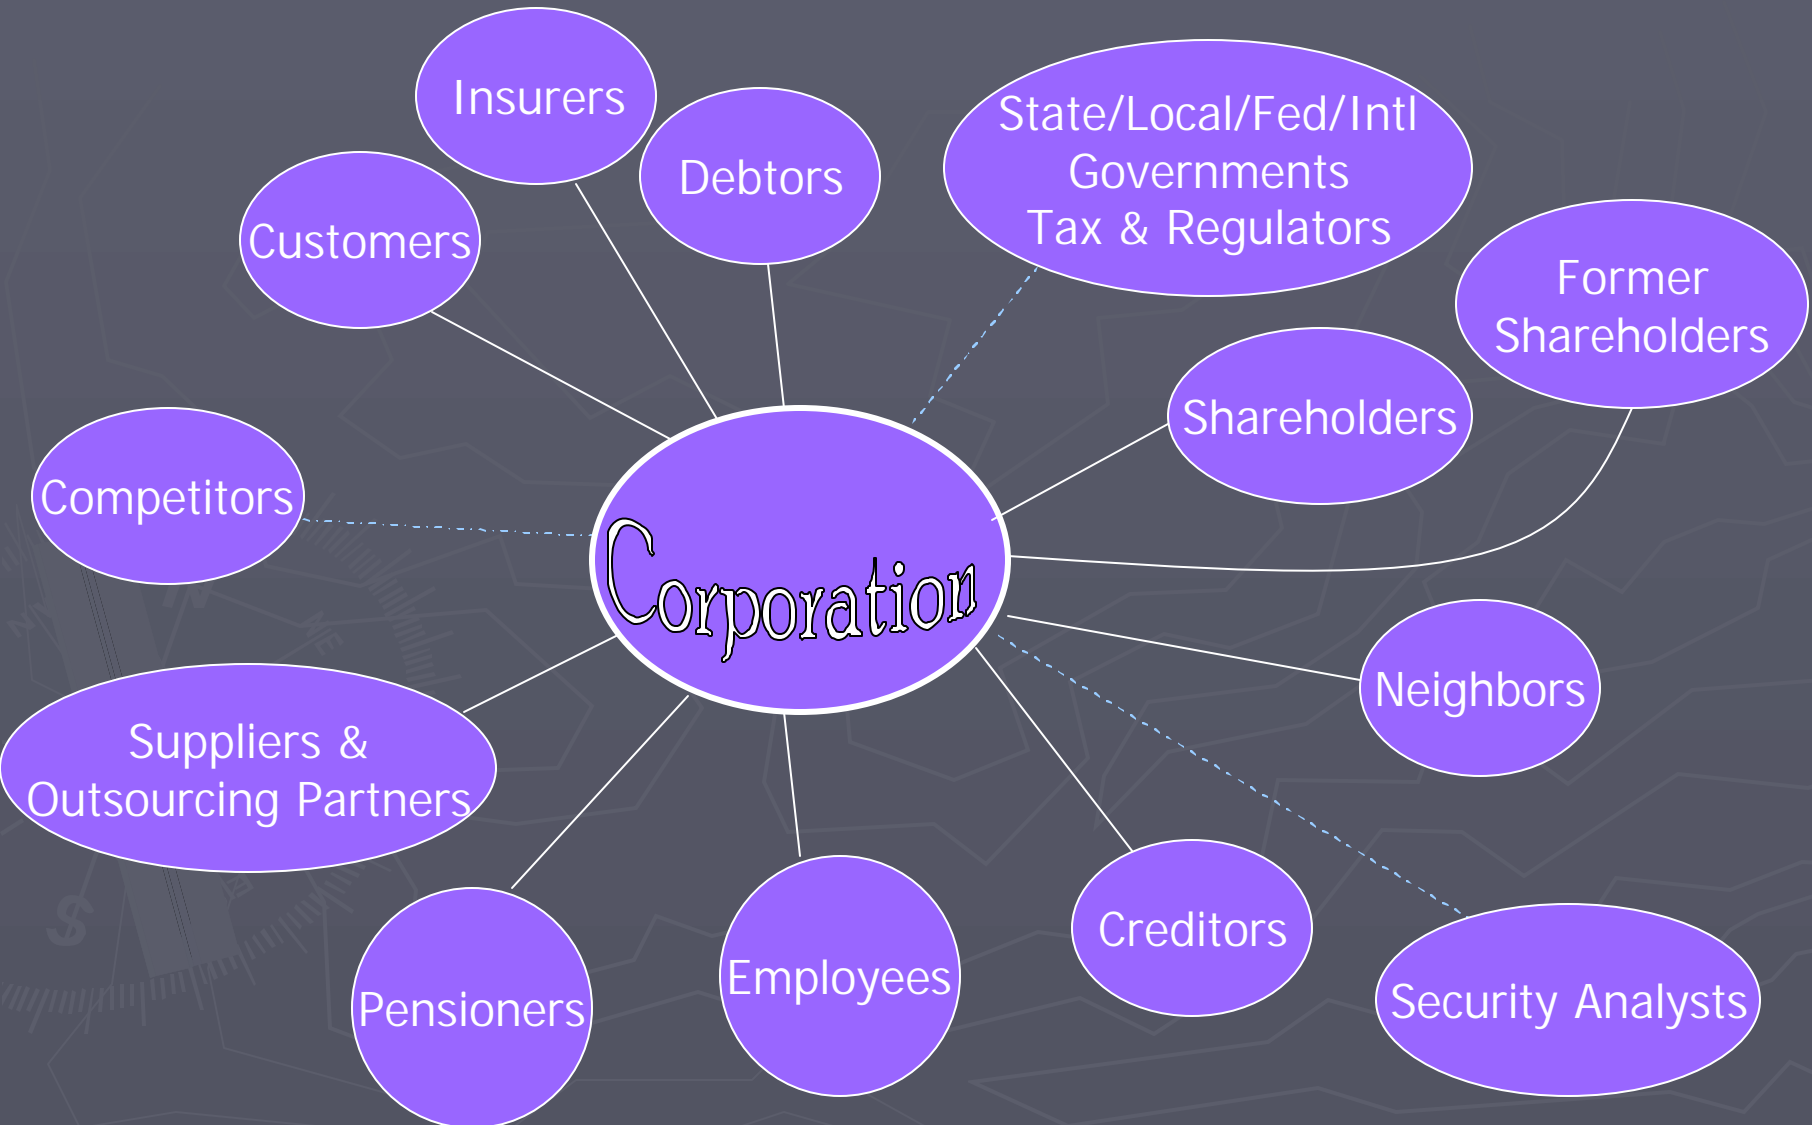 Insurers
State/Local/Fed/Intl
Governments
Tax & Regulators
Debtors
Customers
Former
Shareholders
Shareholders
Competitors
Corporation
Neighbors
Suppliers &
Outsourcing Partners
Creditors
Employees
Security Analysts
Pensioners
$